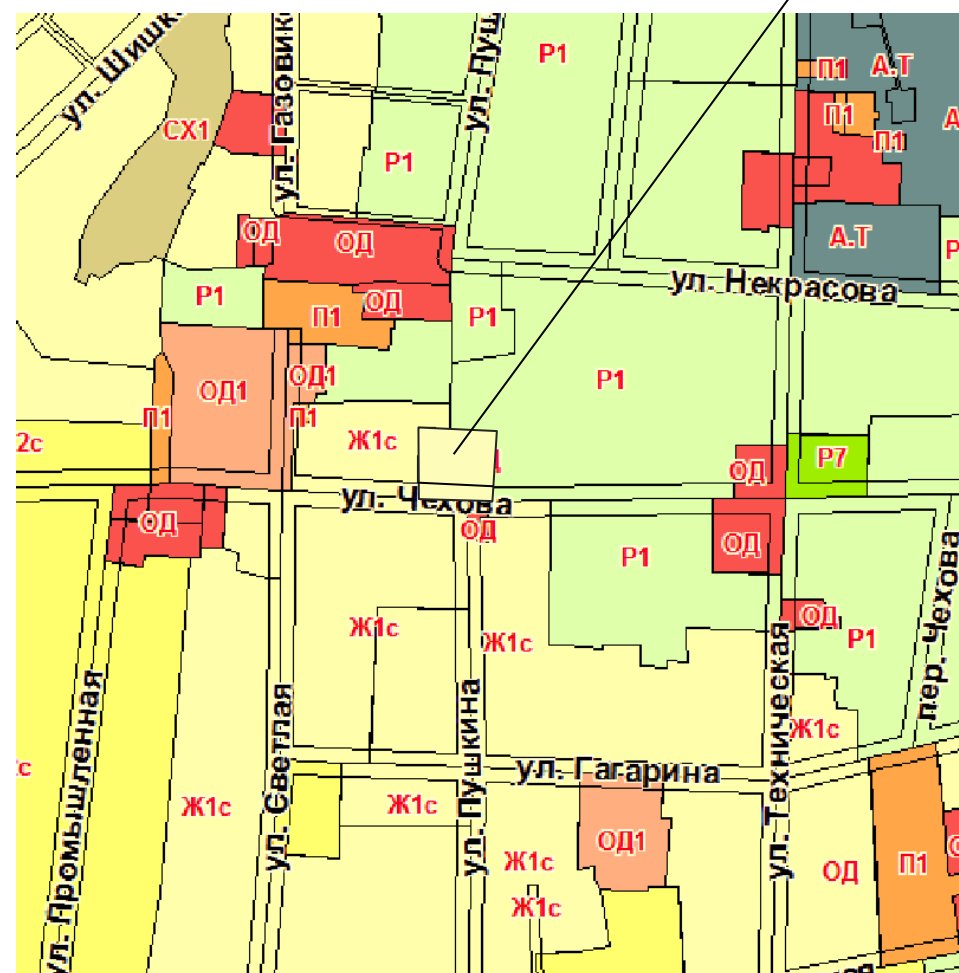 ул. Шишк
ул. Газовико
ул. Пуш
Р1
П1
А.Т
СХ1
П1
А
П1
Р1
ОД
ОД
А.Т
Р
ул. Некрасова
Р1
ОД
П1
Р1
ОД1
ОД1
Р1
П1
П1
2с
Ж1с
Р7
ОД
ул. Чехова
ОД
ОД
ОД
Р1
пер. Чехова
Ж1с
Ж1с
ОД
Р1
ул. Промышленная
ул. Светлая
ул. Пушкина
ул. Техническая
Ж1с
с
ул. Гагарина
Ж1с
Ж1с
ОД1
Ж1с
ОД
П1
Ж1с